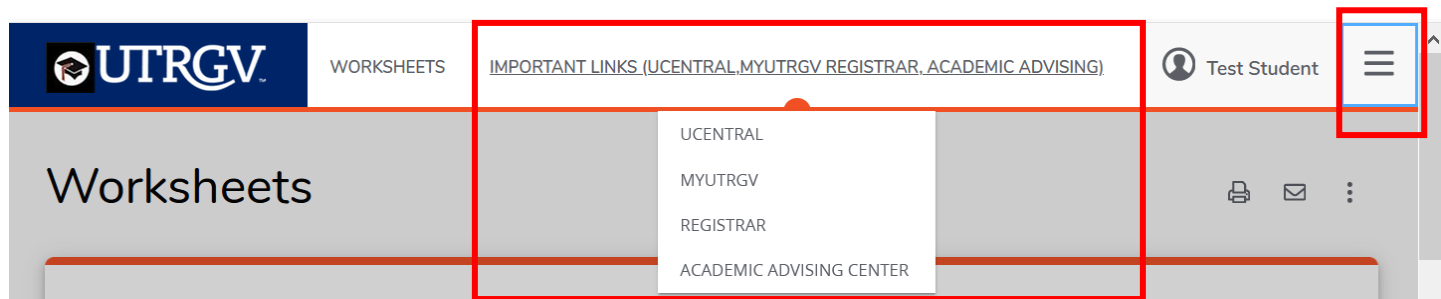 UTRGV
WORKSHEETS
IMPORTANT LINKS (UCENTRAL,MYUTRGV REGISTRAR, ACADEMIC ADVISING)
Test Student
UCENTRAL
MYUTRGV
REGISTRAR
ACADEMIC ADVISING CENTER
Worksheets